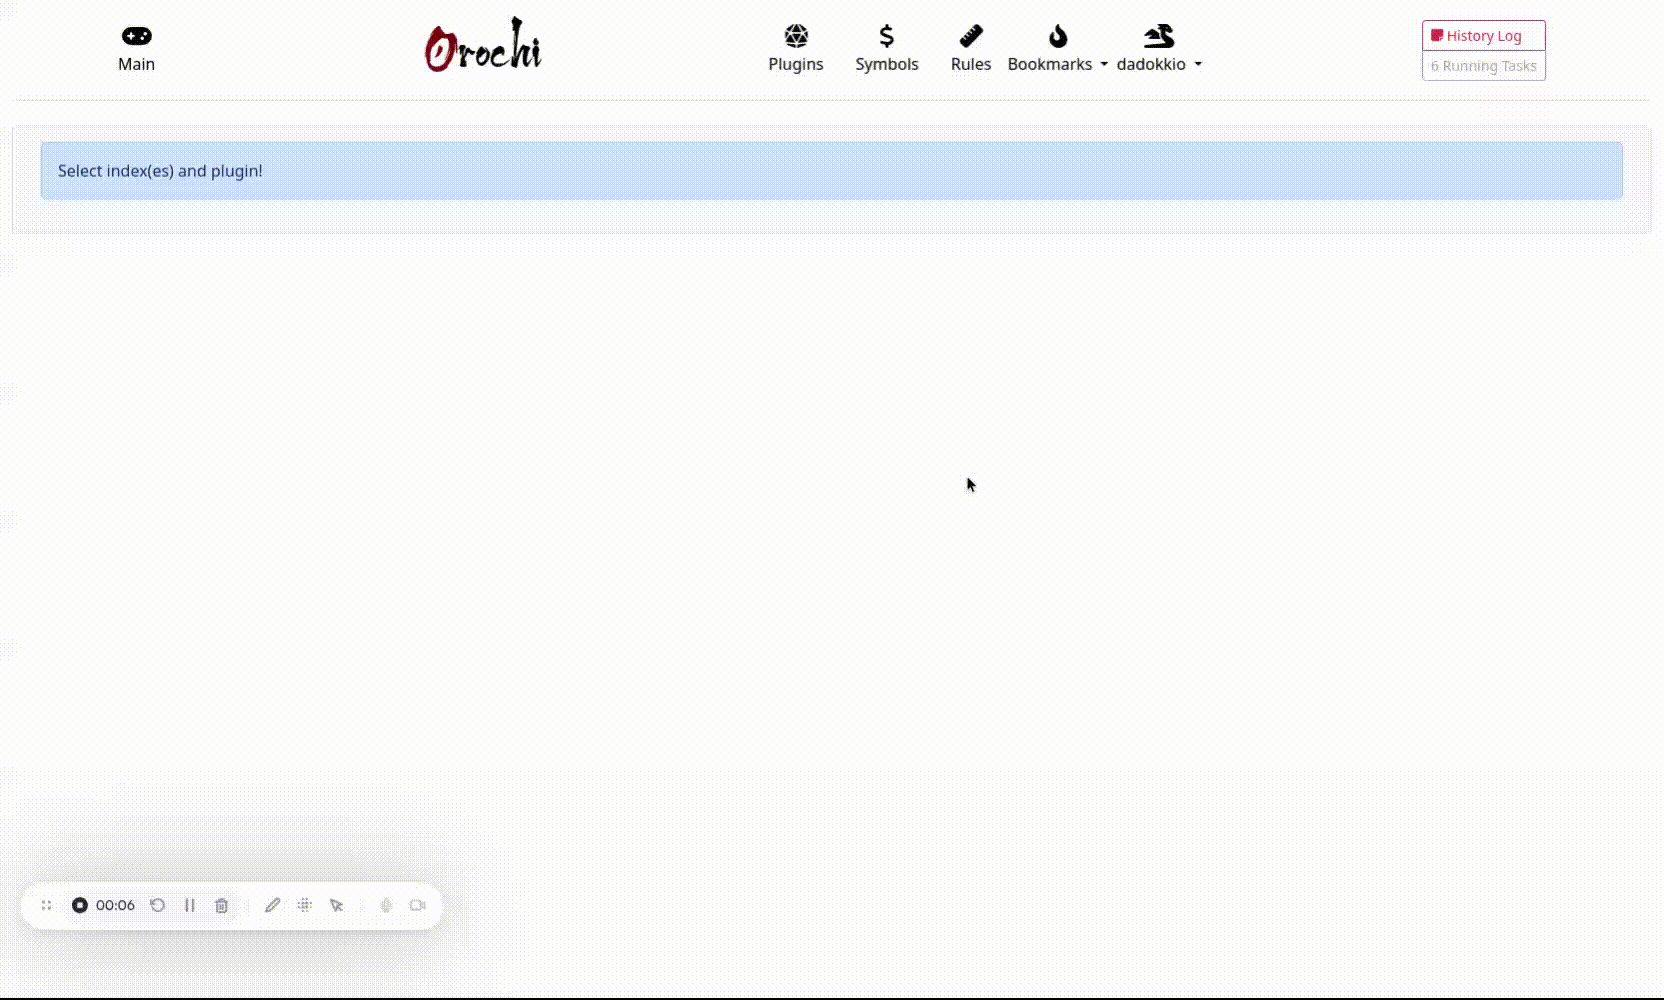 Main
Orochi
Plugins
Symbols
Rules
Bookmarks
dadokkio
History Log
6 Running Tasks
Select index(es) and plugin!
00:06